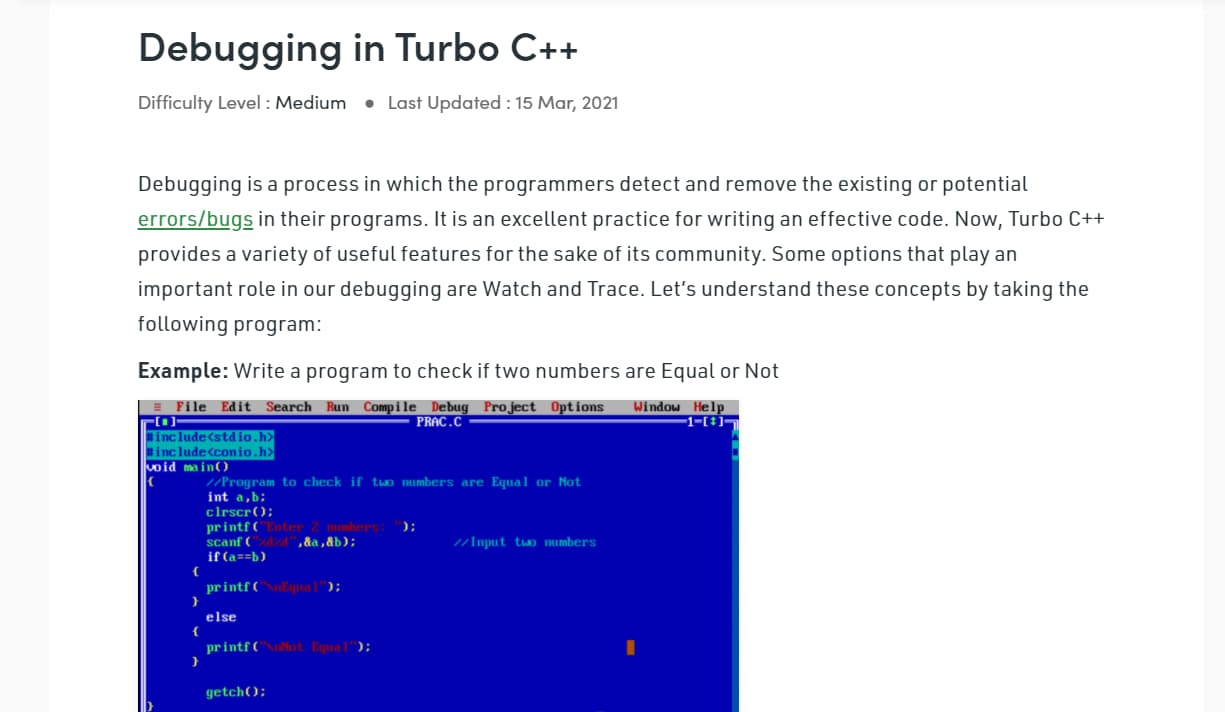 Debugging in Turbo C++
Difficulty Level : Medium ● Last Updated : 15 Mar, 2021
Debugging is a process in which the programmers detect and remove the existing or potential
errors/bugs in their programs. It is an excellent practice for writing an effective code. Now, Turbo C++
provides a variety of useful features for the sake of its community. Some options that play an
important role in our debugging are Watch and Trace. Let's understand these concepts by taking the
following program:
Example: Write a program to check if two numbers are Equal or Not
≡ File Edit Search Run Compile Debug Project Options Window Help
[■] PRAC.C 1=[↕]
#include<stdio.h>
#include<conio.h>
void main()
{ //Program to check if two numbers are Equal or Not
int a,b;
clrscr();
printf("Enter 2 numbers: ");
scanf("%d%d",&a,&b); //Input two numbers
if(a==b)
{
printf("\nEqual");
}
else
{
printf("\nNot Equal");
}
getch();
}